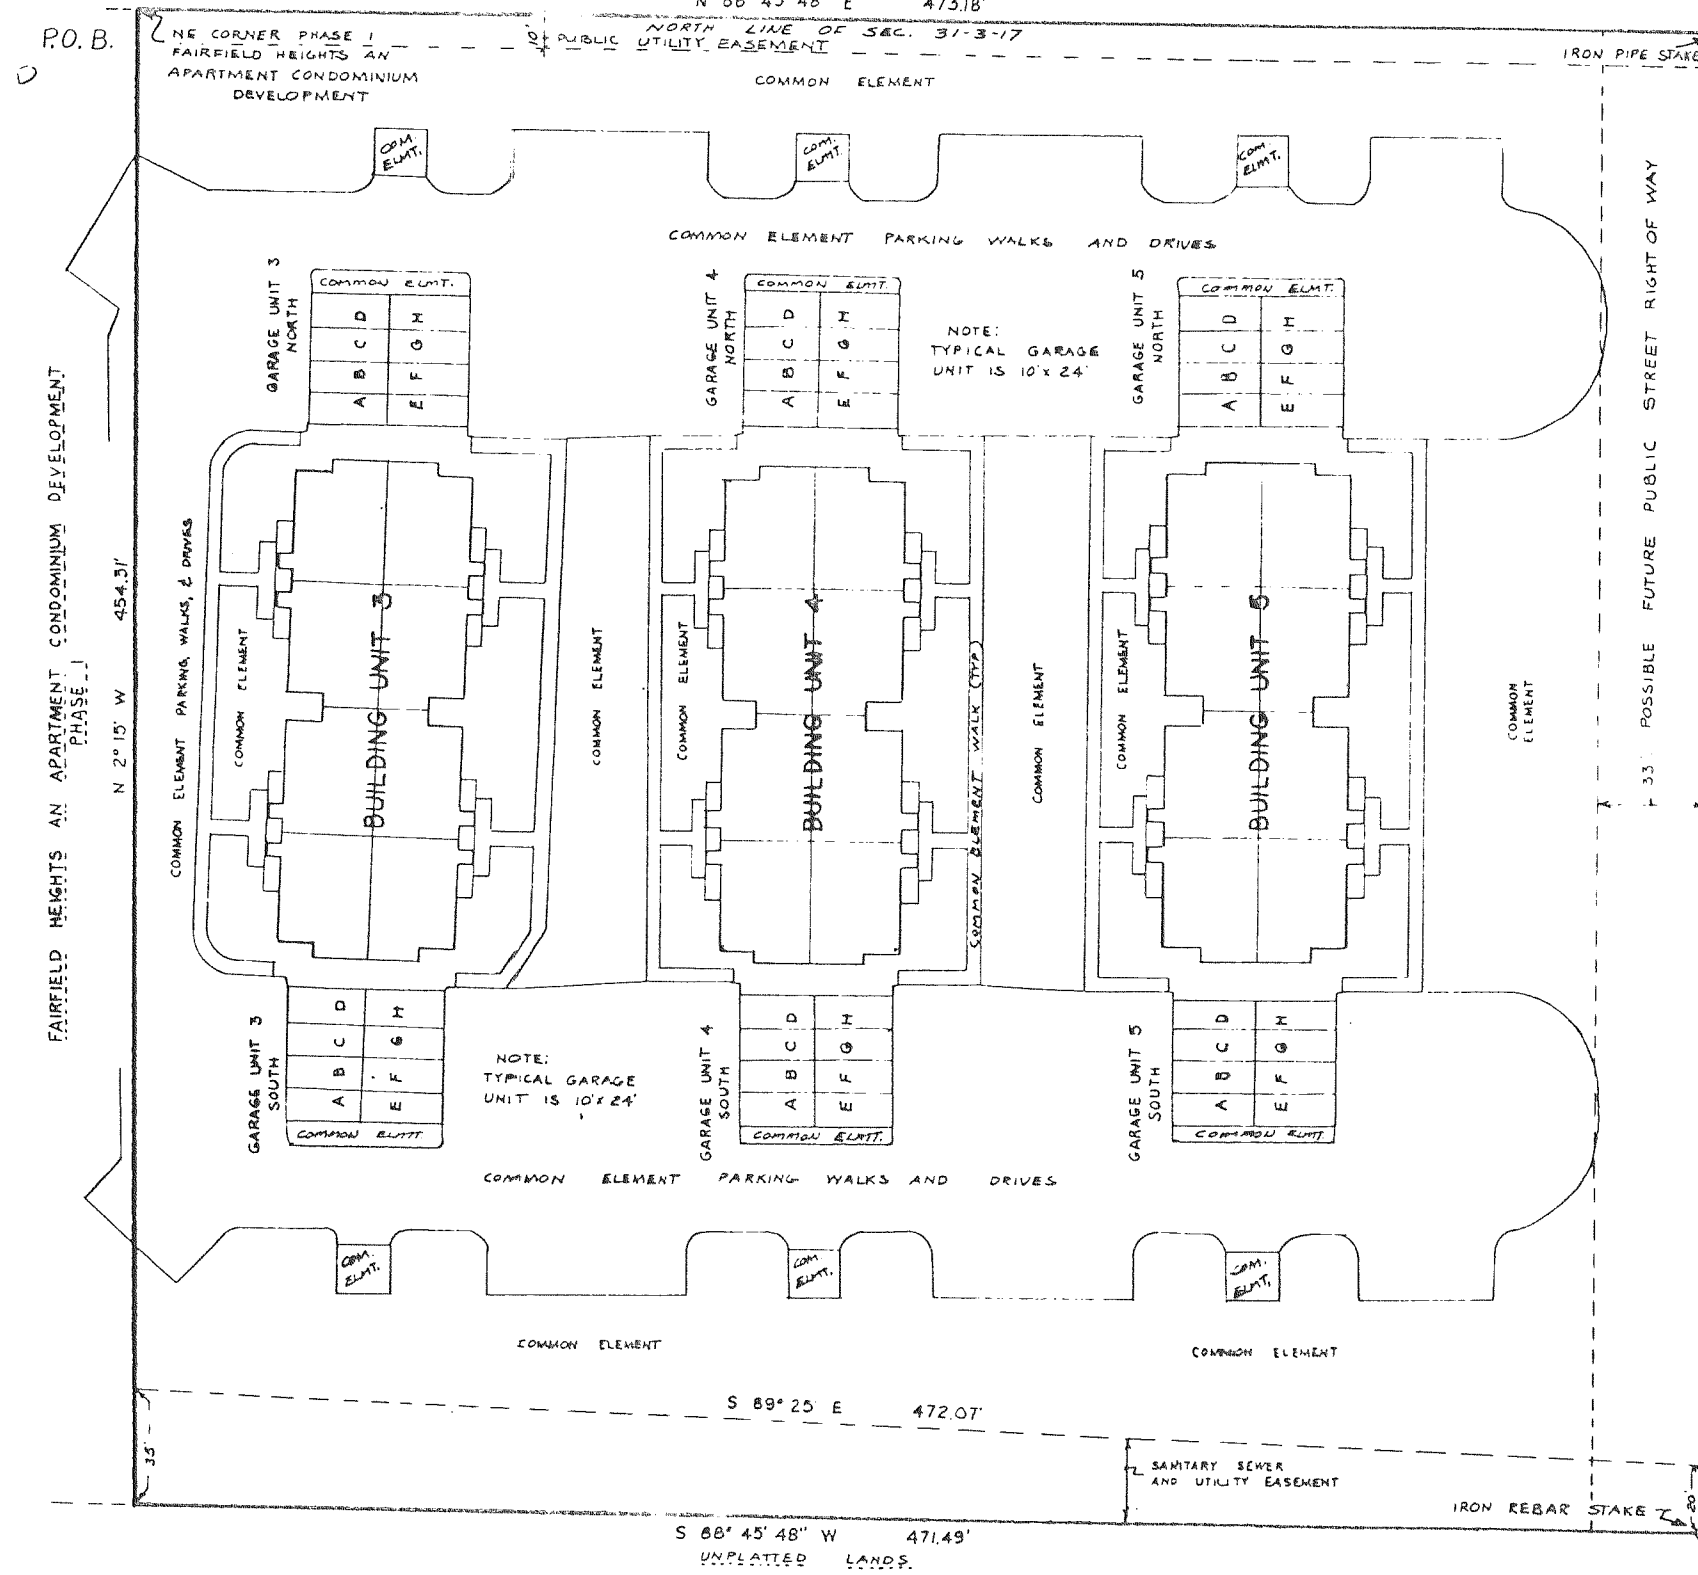 N 88° 45' 48" E 473.18'
P.O.B.
NE CORNER PHASE 1
FAIRFIELD HEIGHTS AN
APARTMENT CONDOMINIUM
DEVELOPMENT
NORTH LINE OF SEC. 31-3-17
PUBLIC UTILITY EASEMENT
IRON PIPE STAKE
COMMON ELEMENT
COM.
ELMT.
COM.
ELMT.
COM.
ELMT.
COMMON ELEMENT PARKING WALKS AND DRIVES
GARAGE UNIT 3
NORTH
COMMON ELMT.
D H
C G
B F
A E
GARAGE UNIT 4
NORTH
COMMON ELMT.
D H
C G
B F
A E
NOTE:
TYPICAL GARAGE
UNIT IS 10' x 24'
GARAGE UNIT 5
NORTH
COMMON ELMT.
D H
C G
B F
A E
33' POSSIBLE FUTURE PUBLIC STREET RIGHT OF WAY
FAIRFIELD HEIGHTS AN APARTMENT CONDOMINIUM DEVELOPMENT
PHASE 1
N 2° 15' W 454.31'
COMMON ELEMENT PARKING, WALKS, & DRIVES
COMMON ELEMENT
BUILDING UNIT 3
COMMON ELEMENT
COMMON ELEMENT
BUILDING UNIT 4
COMMON ELEMENT WALK (TYP)
COMMON ELEMENT
COMMON ELEMENT
BUILDING UNIT 5
COMMON
ELEMENT
GARAGE UNIT 3
SOUTH
D H
C G
B F
A E
COMMON ELMT.
NOTE:
TYPICAL GARAGE
UNIT IS 10' x 24'
GARAGE UNIT 4
SOUTH
D H
C G
B F
A E
COMMON ELMT.
GARAGE UNIT 5
SOUTH
D H
C G
B F
A E
COMMON ELMT.
COMMON ELEMENT PARKING WALKS AND DRIVES
COM.
ELMT.
COM.
ELMT.
COM.
ELMT.
COMMON ELEMENT
COMMON ELEMENT
S 89° 25' E 472.07'
35'
SANITARY SEWER
AND UTILITY EASEMENT
IRON REBAR STAKE
20'
S 88° 45' 48" W 471.49'
UNPLATTED LANDS